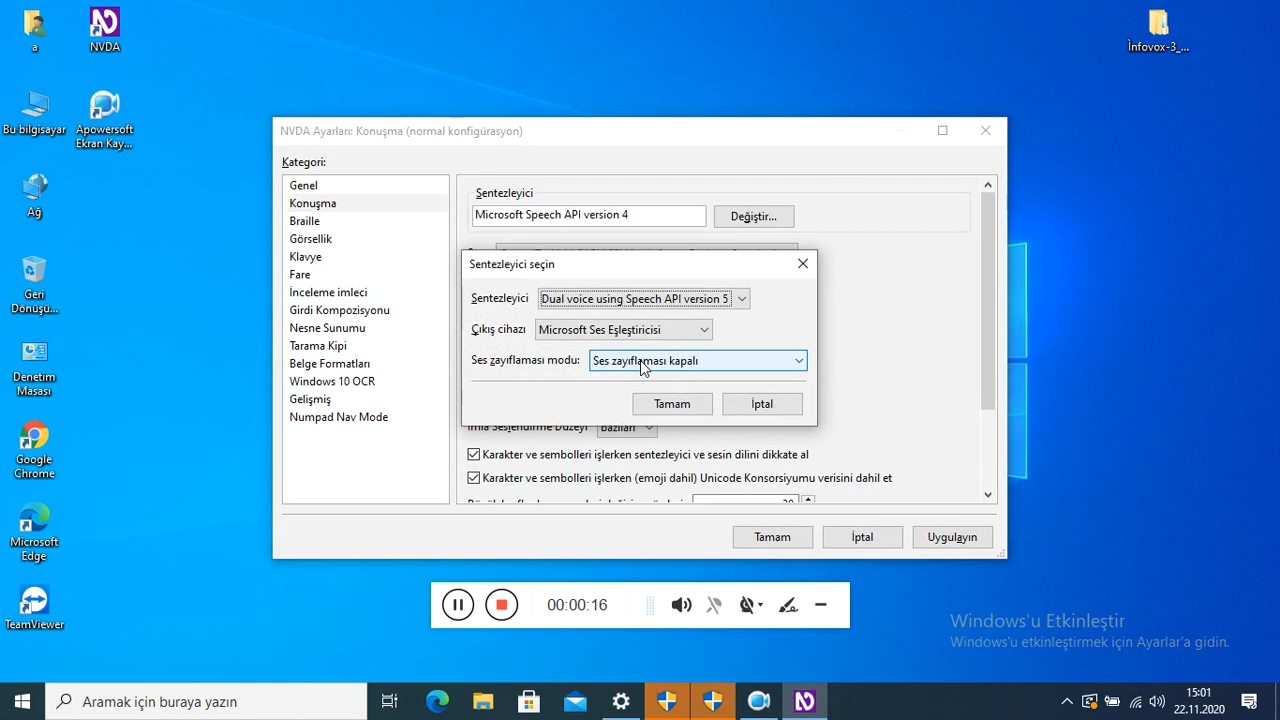 a
NVDA
İnfovox-3_...
Bu bilgisayar
Apowersoft
Ekran Kay...
Ağ
Geri
Dönüşü...
Denetim
Masası
Google
Chrome
Microsoft
Edge
TeamViewer
NVDA Ayarları: Konuşma (normal konfigürasyon)
Kategori:
Genel
Konuşma
Braille
Görsellik
Klavye
Fare
İnceleme imleci
Girdi Kompozisyonu
Nesne Sunumu
Tarama Kipi
Belge Formatları
Windows 10 OCR
Gelişmiş
Numpad Nav Mode
Sentezleyici
Microsoft Speech API version 4
Değiştir...
Sentezleyici seçin
Sentezleyici
Dual voice using Speech API version 5
Çıkış cihazı
Microsoft Ses Eşleştiricisi
Ses zayıflaması modu:
Ses zayıflaması kapalı
Tamam
İptal
İmla Seslendirme Düzeyi
bazıları
Karakter ve sembolleri işlerken sentezleyici ve sesin dilini dikkate al
Karakter ve sembolleri işlerken (emoji dahil) Unicode Konsorsiyumu verisini dahil et
Tamam
İptal
Uygulayın
00:00:16
Windows'u Etkinleştir
Windows'u etkinleştirmek için Ayarlar'a gidin.
Aramak için buraya yazın
15:01
22.11.2020